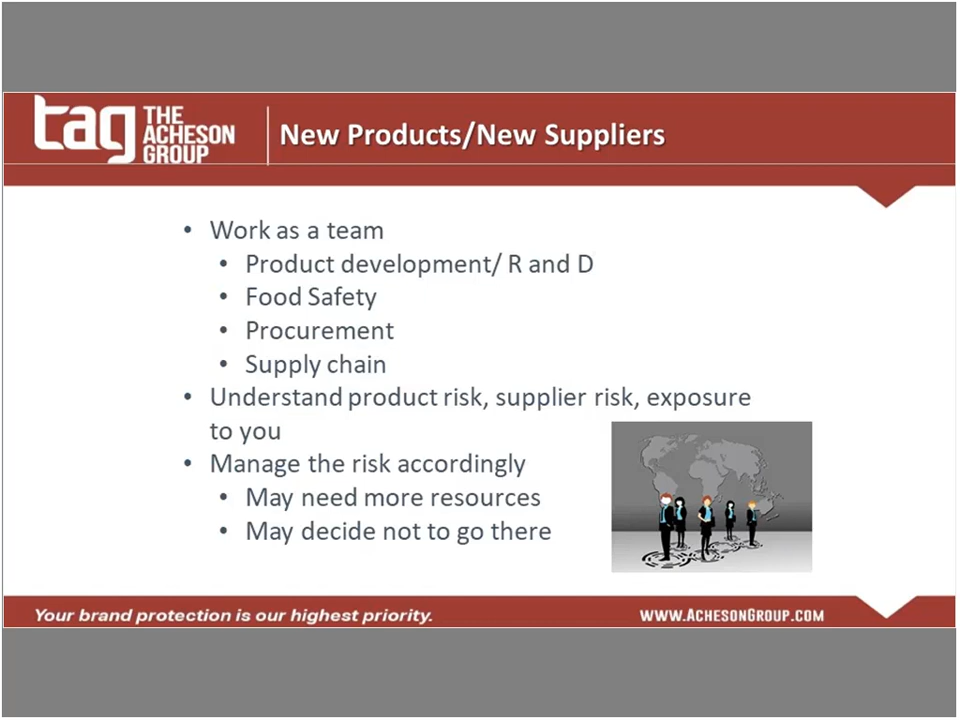 tag THE
ACHESON
GROUP
New Products/New Suppliers
• Work as a team
• Product development/ R and D
• Food Safety
• Procurement
• Supply chain
• Understand product risk, supplier risk, exposure
to you
• Manage the risk accordingly
• May need more resources
• May decide not to go there
Your brand protection is our highest priority.
WWW.ACHESONGROUP.COM